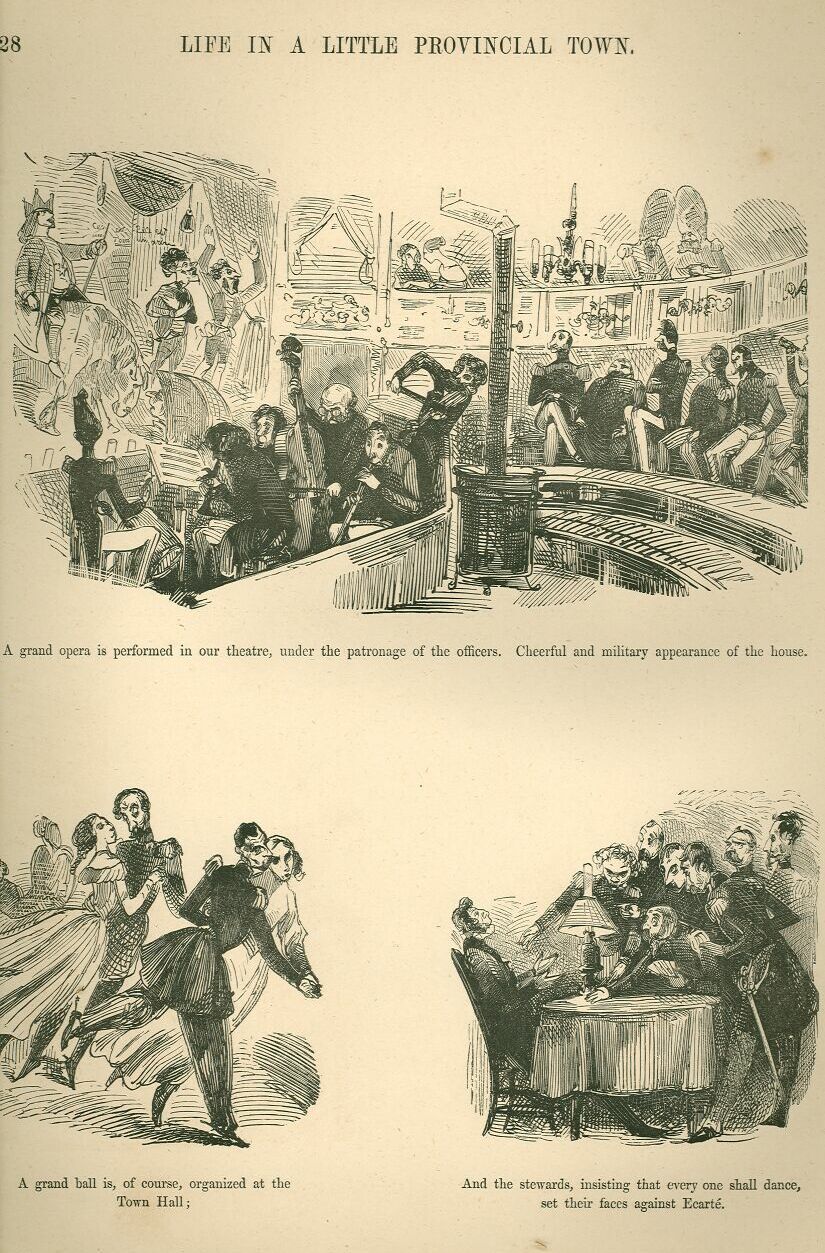 28
LIFE IN A LITTLE PROVINCIAL TOWN.
A grand opera is performed in our theatre, under the patronage of the officers. Cheerful and military appearance of the house.
A grand ball is, of course, organized at the
Town Hall;
And the stewards, insisting that every one shall dance,
set their faces against Ecarté.